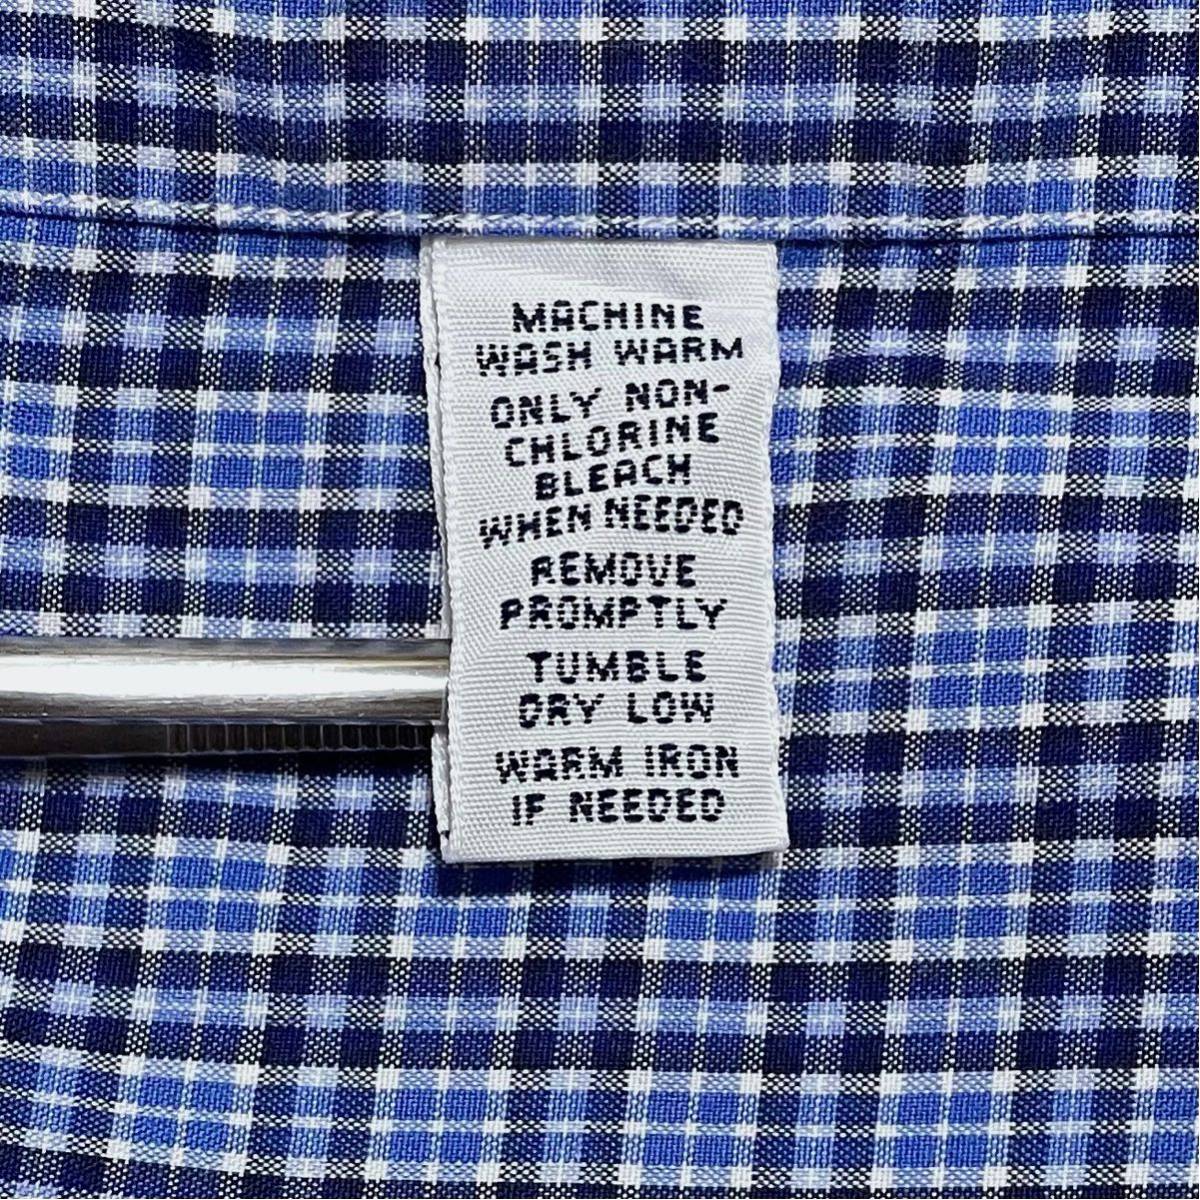 MACHINE
WASH WARM
ONLY NON-
CHLORINE
BLEACH
WHEN NEEDED
REMOVE
PROMPTLY
TUMBLE
DRY LOW
WARM IRON
IF NEEDED